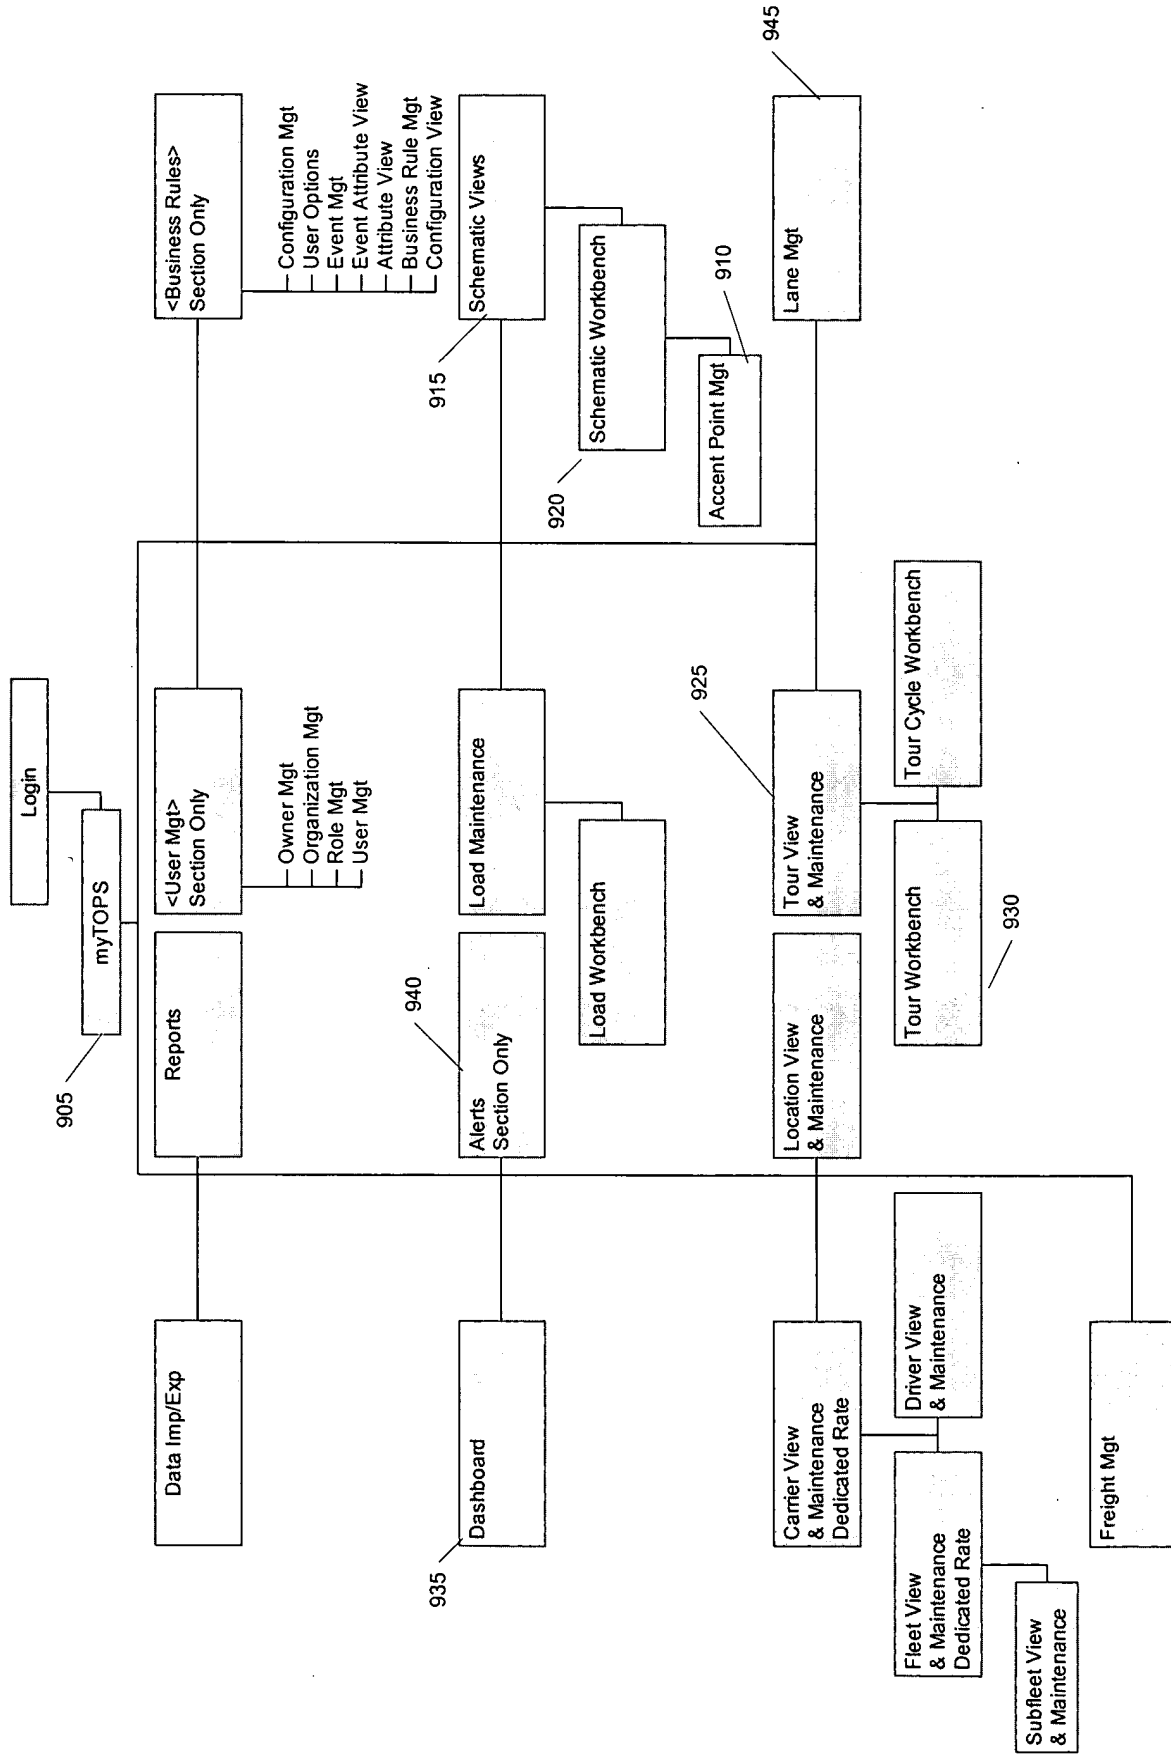 Login
myTOPS
905
Data Imp/Exp
Reports
<User Mgt>
Section Only
Owner Mgt
Organization Mgt
Role Mgt
User Mgt
<Business Rules>
Section Only
Configuration Mgt
User Options
Event Mgt
Event Attribute View
Attribute View
Business Rule Mgt
Configuration View
Dashboard
935
Alerts
Section Only
940
Load Maintenance
Load Workbench
Schematic Views
915
Schematic Workbench
920
Accent Point Mgt
910
Carrier View
& Maintenance
Dedicated Rate
Fleet View
& Maintenance
Dedicated Rate
Driver View
& Maintenance
Subfleet View
& Maintenance
Location View
& Maintenance
Tour View
& Maintenance
925
Tour Workbench
930
Tour Cycle Workbench
Lane Mgt
945
Freight Mgt